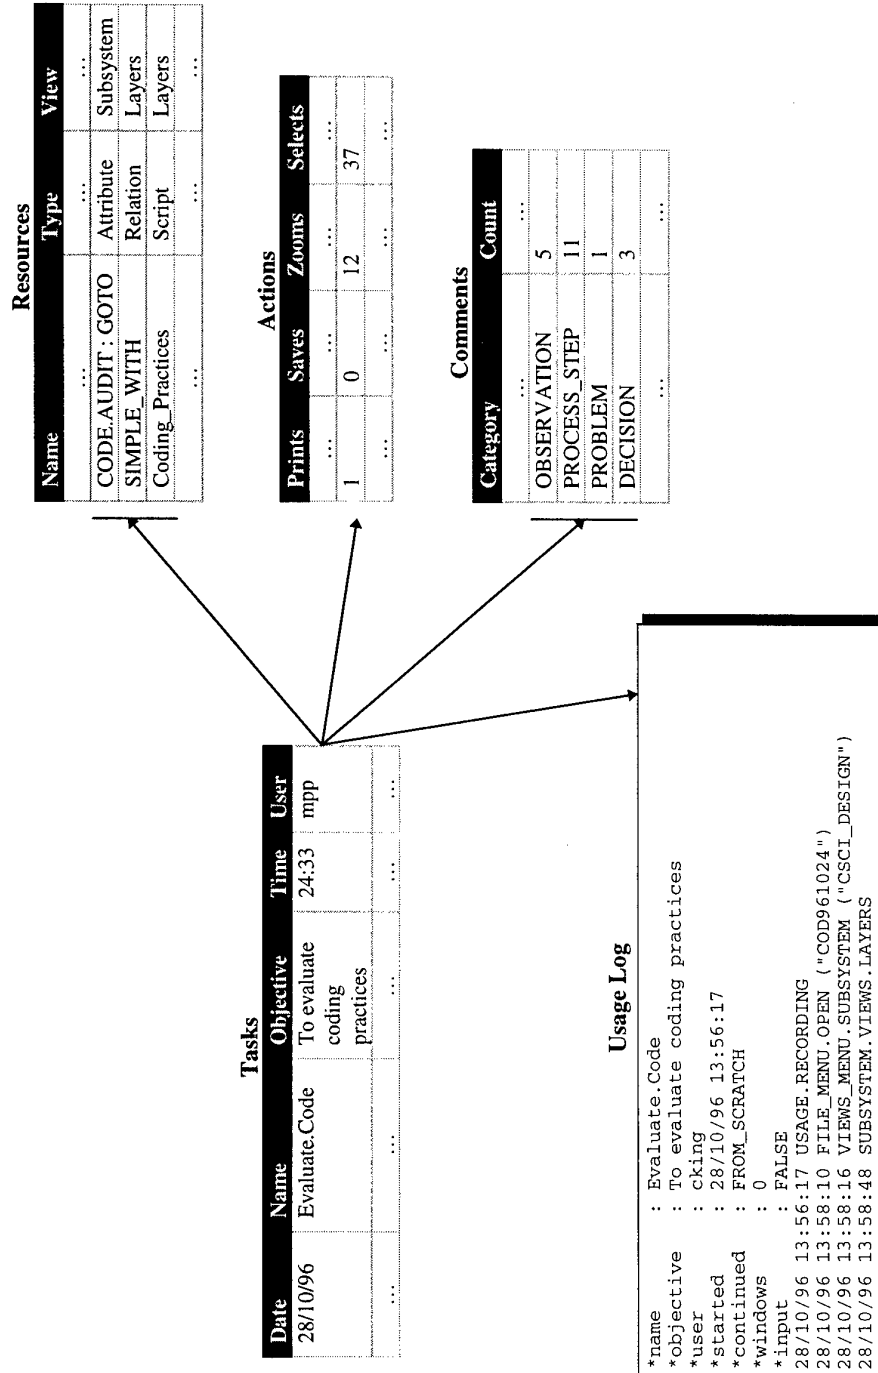 Resources
Name Type View
... ... ...
CODE.AUDIT : GOTO Attribute Subsystem
SIMPLE_WITH Relation Layers
Coding_Practices Script Layers
... ... ...
Actions
Prints Saves Zooms Selects
... ... ... ...
1 0 12 37
... ... ... ...
Comments
Category Count
... ...
OBSERVATION 5
PROCESS_STEP 11
PROBLEM 1
DECISION 3
... ...
Tasks
Date Name Objective Time User
28/10/96 Evaluate.Code To evaluate 24:33 mpp
coding
practices
... ... ... ... ...
Usage Log
*name : Evaluate.Code
*objective : To evaluate coding practices
*user : cking
*started : 28/10/96 13:56:17
*continued : FROM_SCRATCH
*windows : 0
*input : FALSE
28/10/96 13:56:17 USAGE.RECORDING
28/10/96 13:58:10 FILE_MENU.OPEN ("COD961024")
28/10/96 13:58:16 VIEWS_MENU.SUBSYSTEM ("CSCI_DESIGN")
28/10/96 13:58:48 SUBSYSTEM.VIEWS.LAYERS